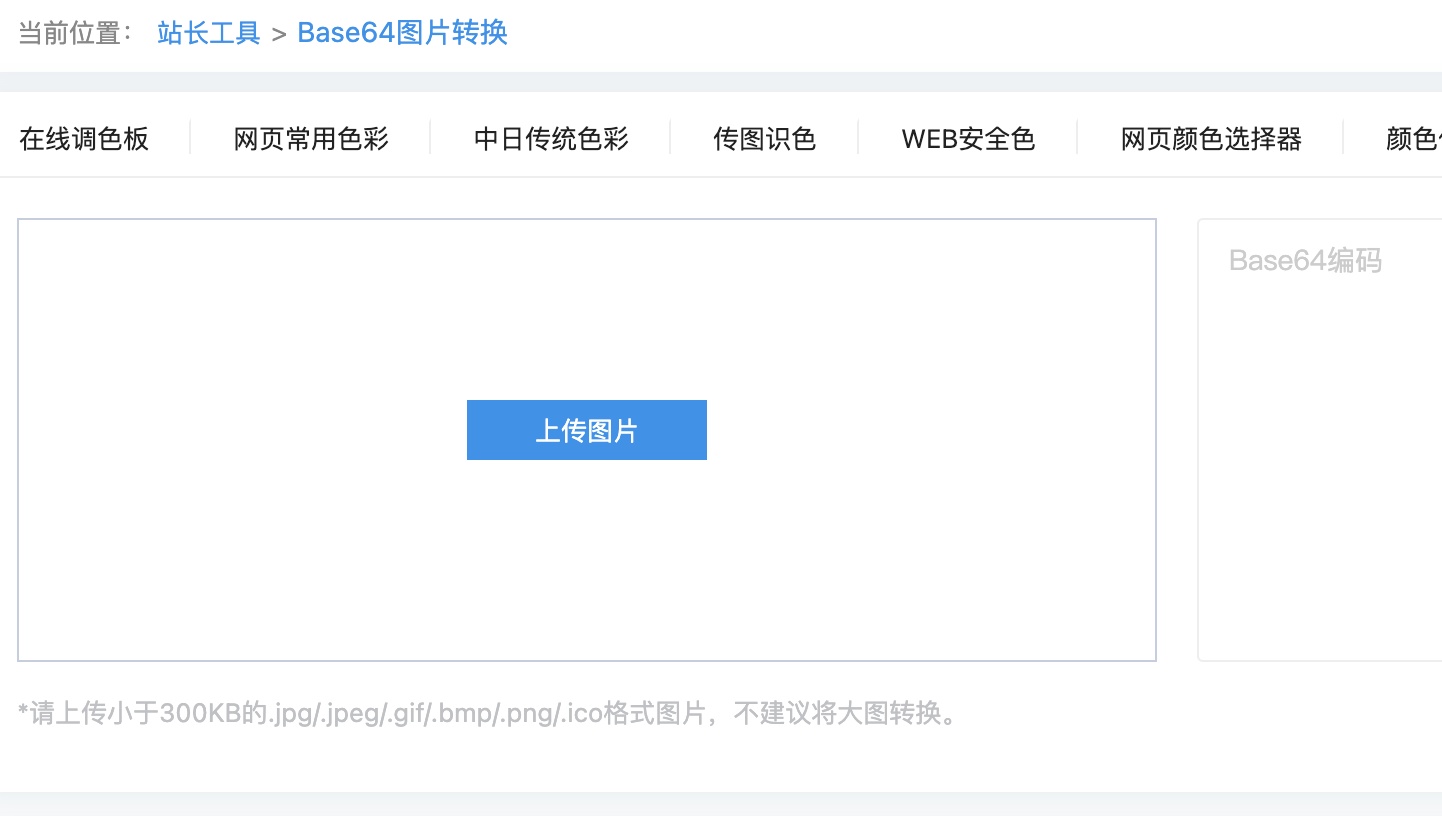 当前位置： 站长工具 > Base64图片转换
在线调色板 网页常用色彩 中日传统色彩 传图识色 WEB安全色 网页颜色选择器 颜色
Base64编码
上传图片
*请上传小于300KB的.jpg/.jpeg/.gif/.bmp/.png/.ico格式图片，不建议将大图转换。